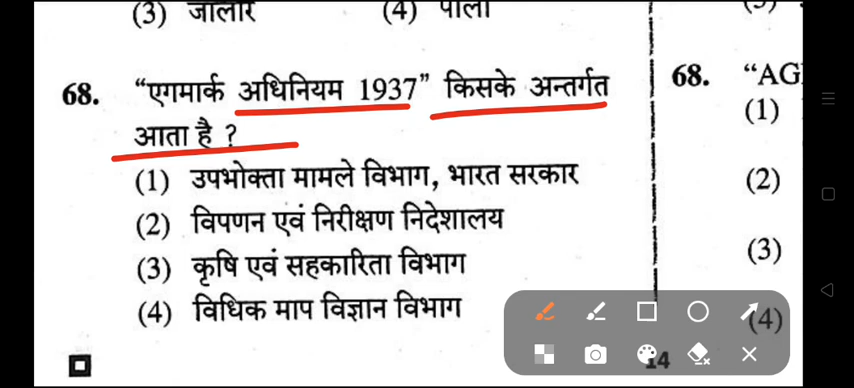 (3) जालोर (4) पाली
68. “एगमार्क अधिनियम 1937” किसके अन्तर्गत
आता है ?
(1) उपभोक्ता मामले विभाग, भारत सरकार
(2) विपणन एवं निरीक्षण निदेशालय
(3) कृषि एवं सहकारिता विभाग
(4) विधिक माप विज्ञान विभाग
68. “AG
(1)
(2)
(3)
(4)
14